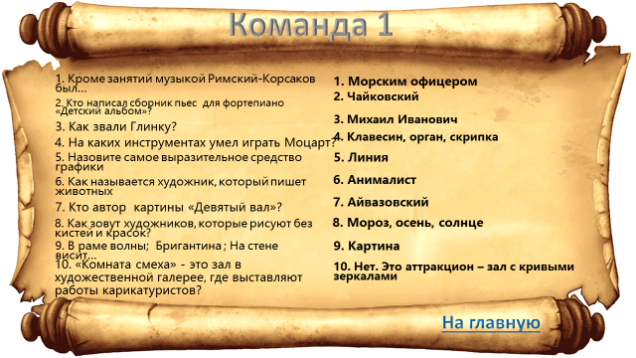 Команда 1
1. Кроме занятий музыкой Римский-Корсаков
был...
2. Кто написал сборник пьес для фортепиано
«Детский альбом»?
3. Как звали Глинку?
4. На каких инструментах умел играть Моцарт?
5. Назовите самое выразительное средство
графики
6. Как называется художник, который пишет
животных
7. Кто автор картины «Девятый вал»?
8. Как зовут художников, которые рисуют без
кистей и красок?
9. В раме волны; Бригантина ; На стене
висит...
10. «Комната смеха» - это зал в
художественной галерее, где выставляют
работы карикатуристов?
1. Морским офицером
2. Чайковский
3. Михаил Иванович
4. Клавесин, орган, скрипка
5. Линия
6. Анималист
7. Айвазовский
8. Мороз, осень, солнце
9. Картина
10. Нет. Это аттракцион – зал с кривыми
зеркалами
На главную